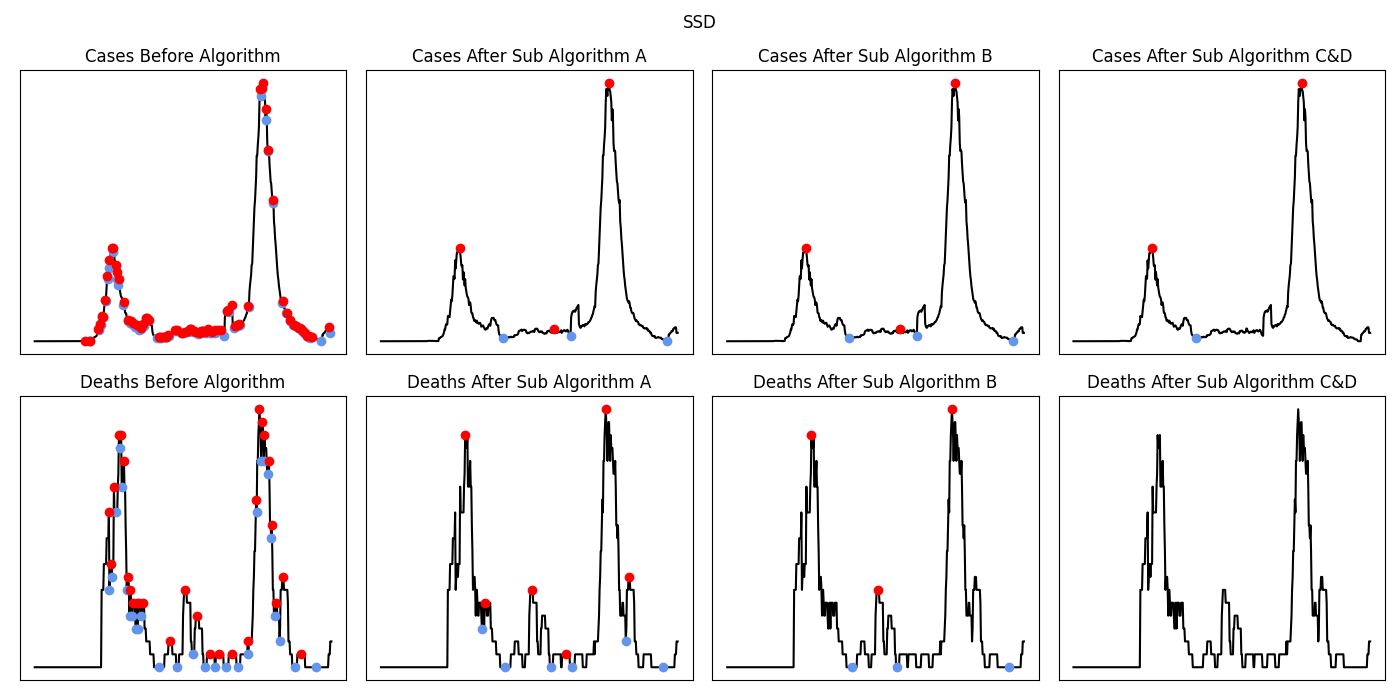 SSD
Cases Before Algorithm
Cases After Sub Algorithm A
Cases After Sub Algorithm B
Cases After Sub Algorithm C&D
Deaths Before Algorithm
Deaths After Sub Algorithm A
Deaths After Sub Algorithm B
Deaths After Sub Algorithm C&D